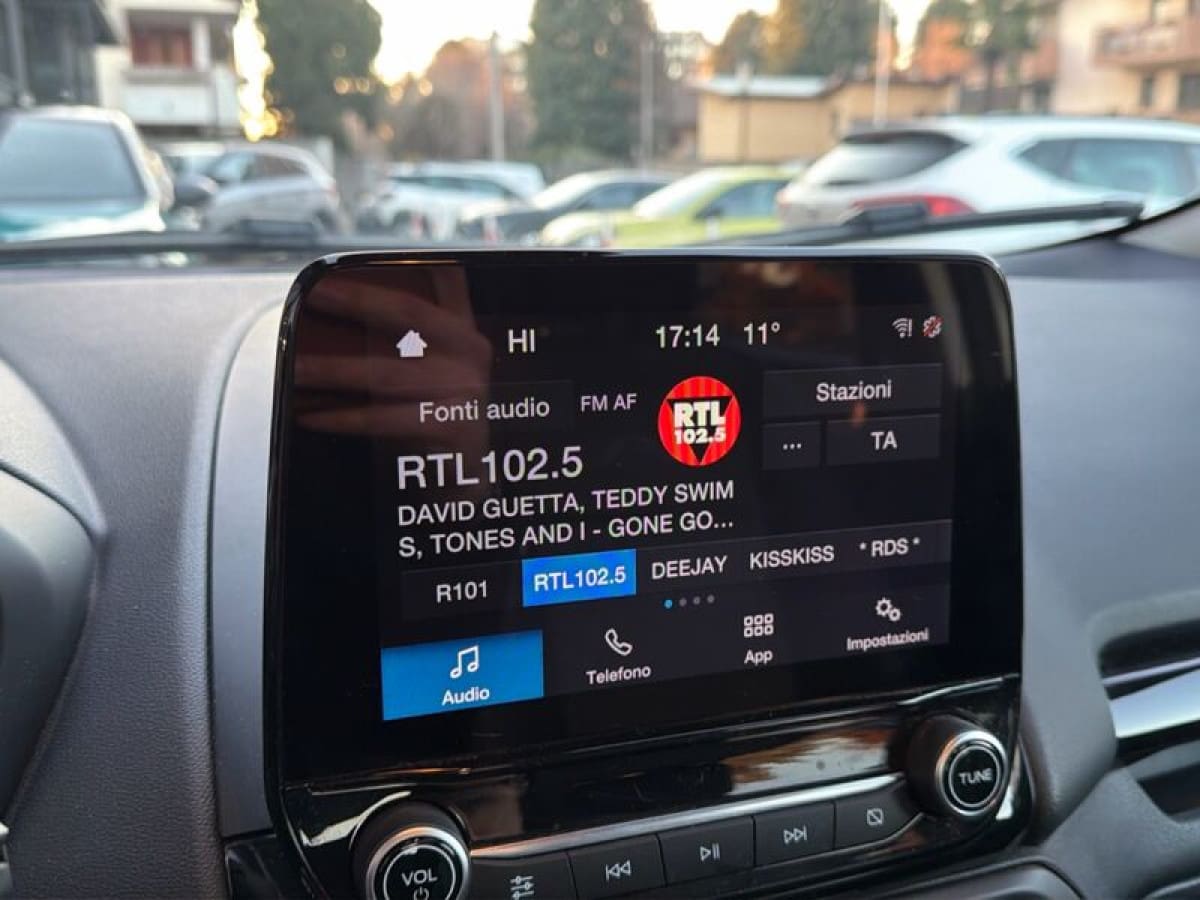 HI
17:14 11°
Fonti audio
FM AF
RTL
102.5
Stazioni
...
TA
RTL102.5
DAVID GUETTA, TEDDY SWIM
S, TONES AND I - GONE GO...
R101
RTL102.5
DEEJAY
KISSKISS
* RDS *
Audio
Telefono
App
Impostazioni
VOL
TUNE